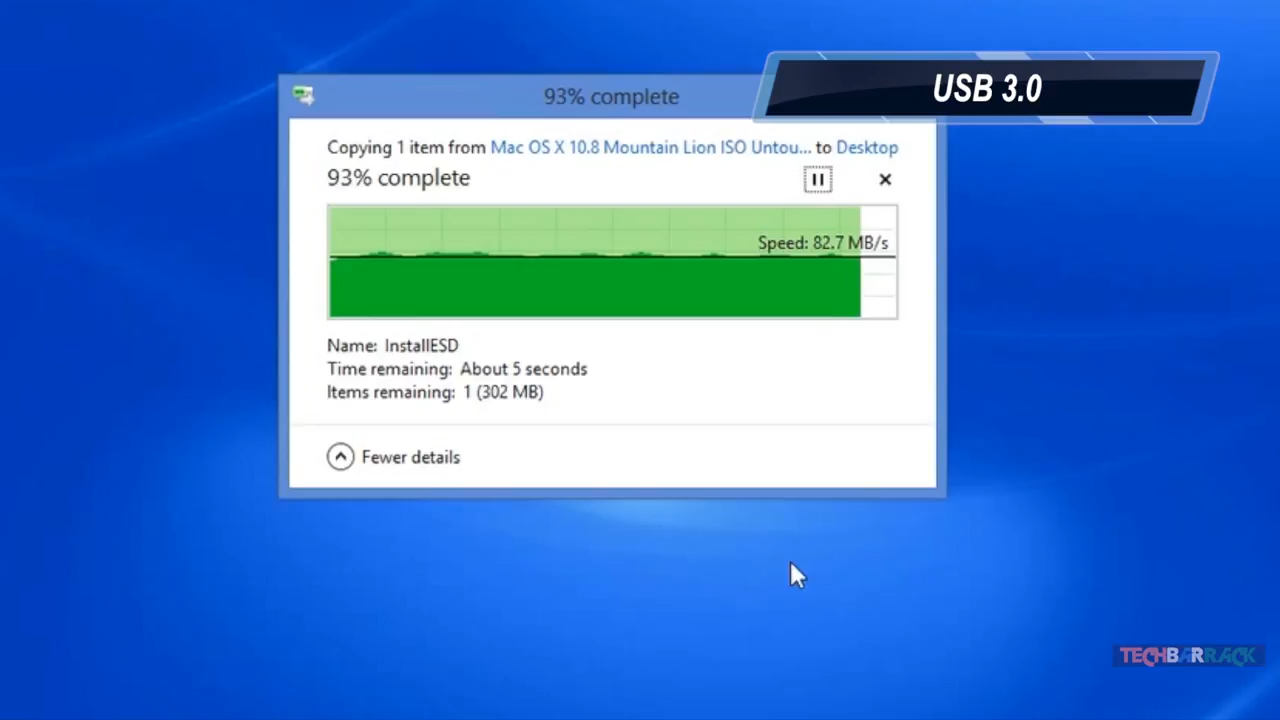 USB 3.0
93% complete
Copying 1 item from Mac OS X 10.8 Mountain Lion ISO Untou... to Desktop
93% complete
Speed: 82.7 MB/s
Name: InstallESD
Time remaining: About 5 seconds
Items remaining: 1 (302 MB)
Fewer details
TECHBARRACK